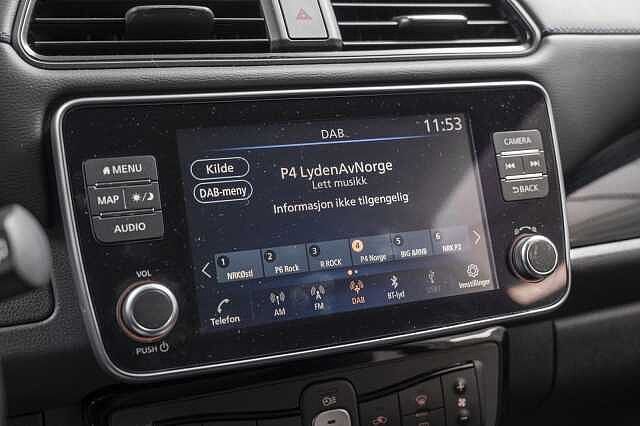 DAB
11:53
MENU
MAP
AUDIO
Kilde
DAB-meny
P4 LydenAvNorge
Lett musikk
Informasjon ikke tilgengelig
CAMERA
BACK
1 NRKØstl
2 P6 Rock
3 R ROCK
4 P4 Norge
5 BIG &RNB
6 NRK P2
Telefon
AM
FM
DAB
BT-lyd
Innstillinger
VOL
PUSH